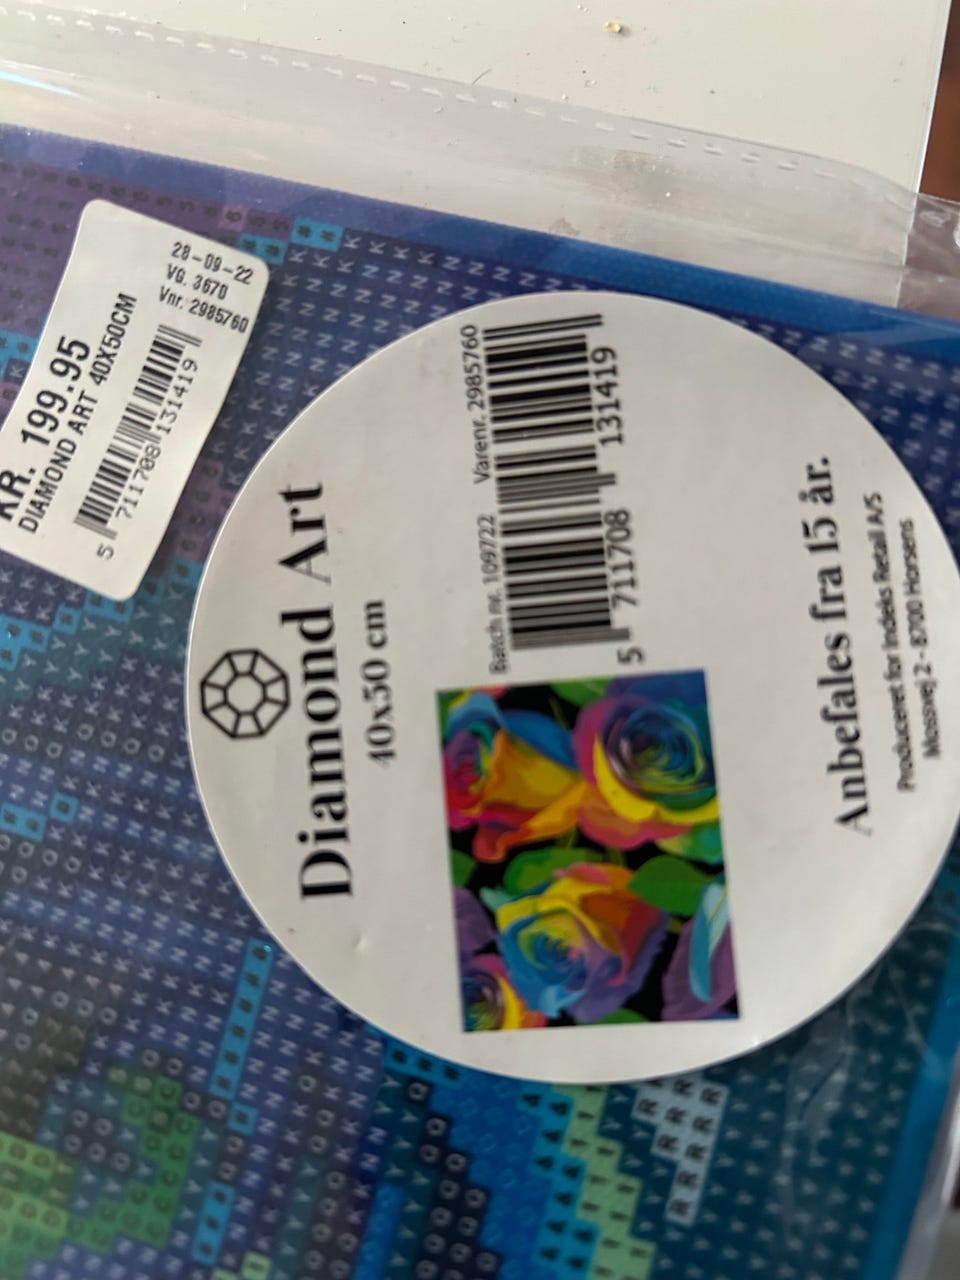 28-09-22
VG. 3670
Vnr. 2985760
KR. 199.95
DIAMOND ART 40X50CM
5 711708 131419
Diamond Art
40x50 cm
Batch nr. 109722 Varenr. 2985760
5 711708 131419
Anbefales fra 15 år.
Produceret for Indeks Retail A/S
Mossvej 2 - 8700 Horsens